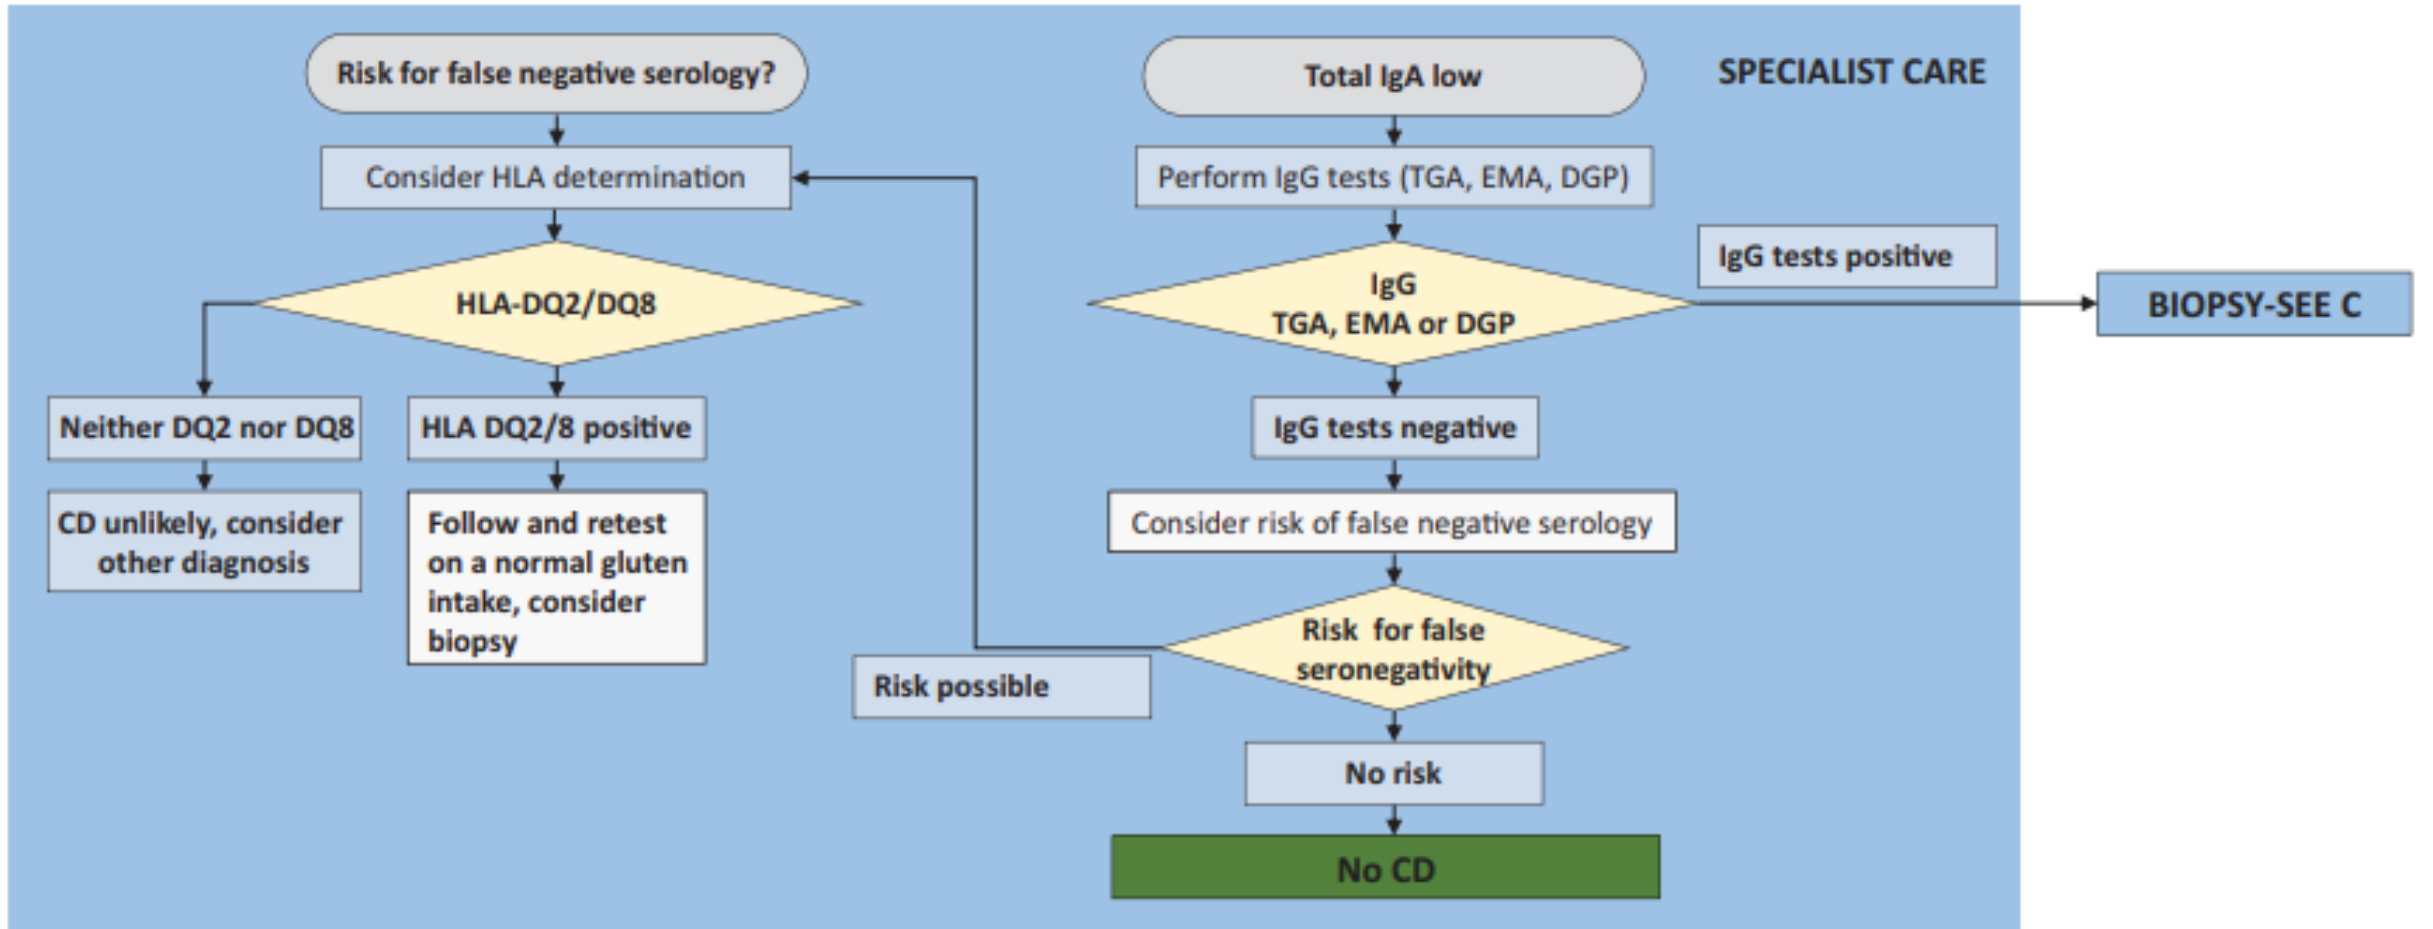 Risk for false negative serology?
Total IgA low
SPECIALIST CARE
Consider HLA determination
Perform IgG tests (TGA, EMA, DGP)
IgG tests positive
HLA-DQ2/DQ8
IgG
TGA, EMA or DGP
BIOPSY-SEE C
Neither DQ2 nor DQ8
HLA DQ2/8 positive
IgG tests negative
CD unlikely, consider
other diagnosis
Follow and retest
on a normal gluten
intake, consider
biopsy
Consider risk of false negative serology
Risk for false
seronegativity
Risk possible
No risk
No CD